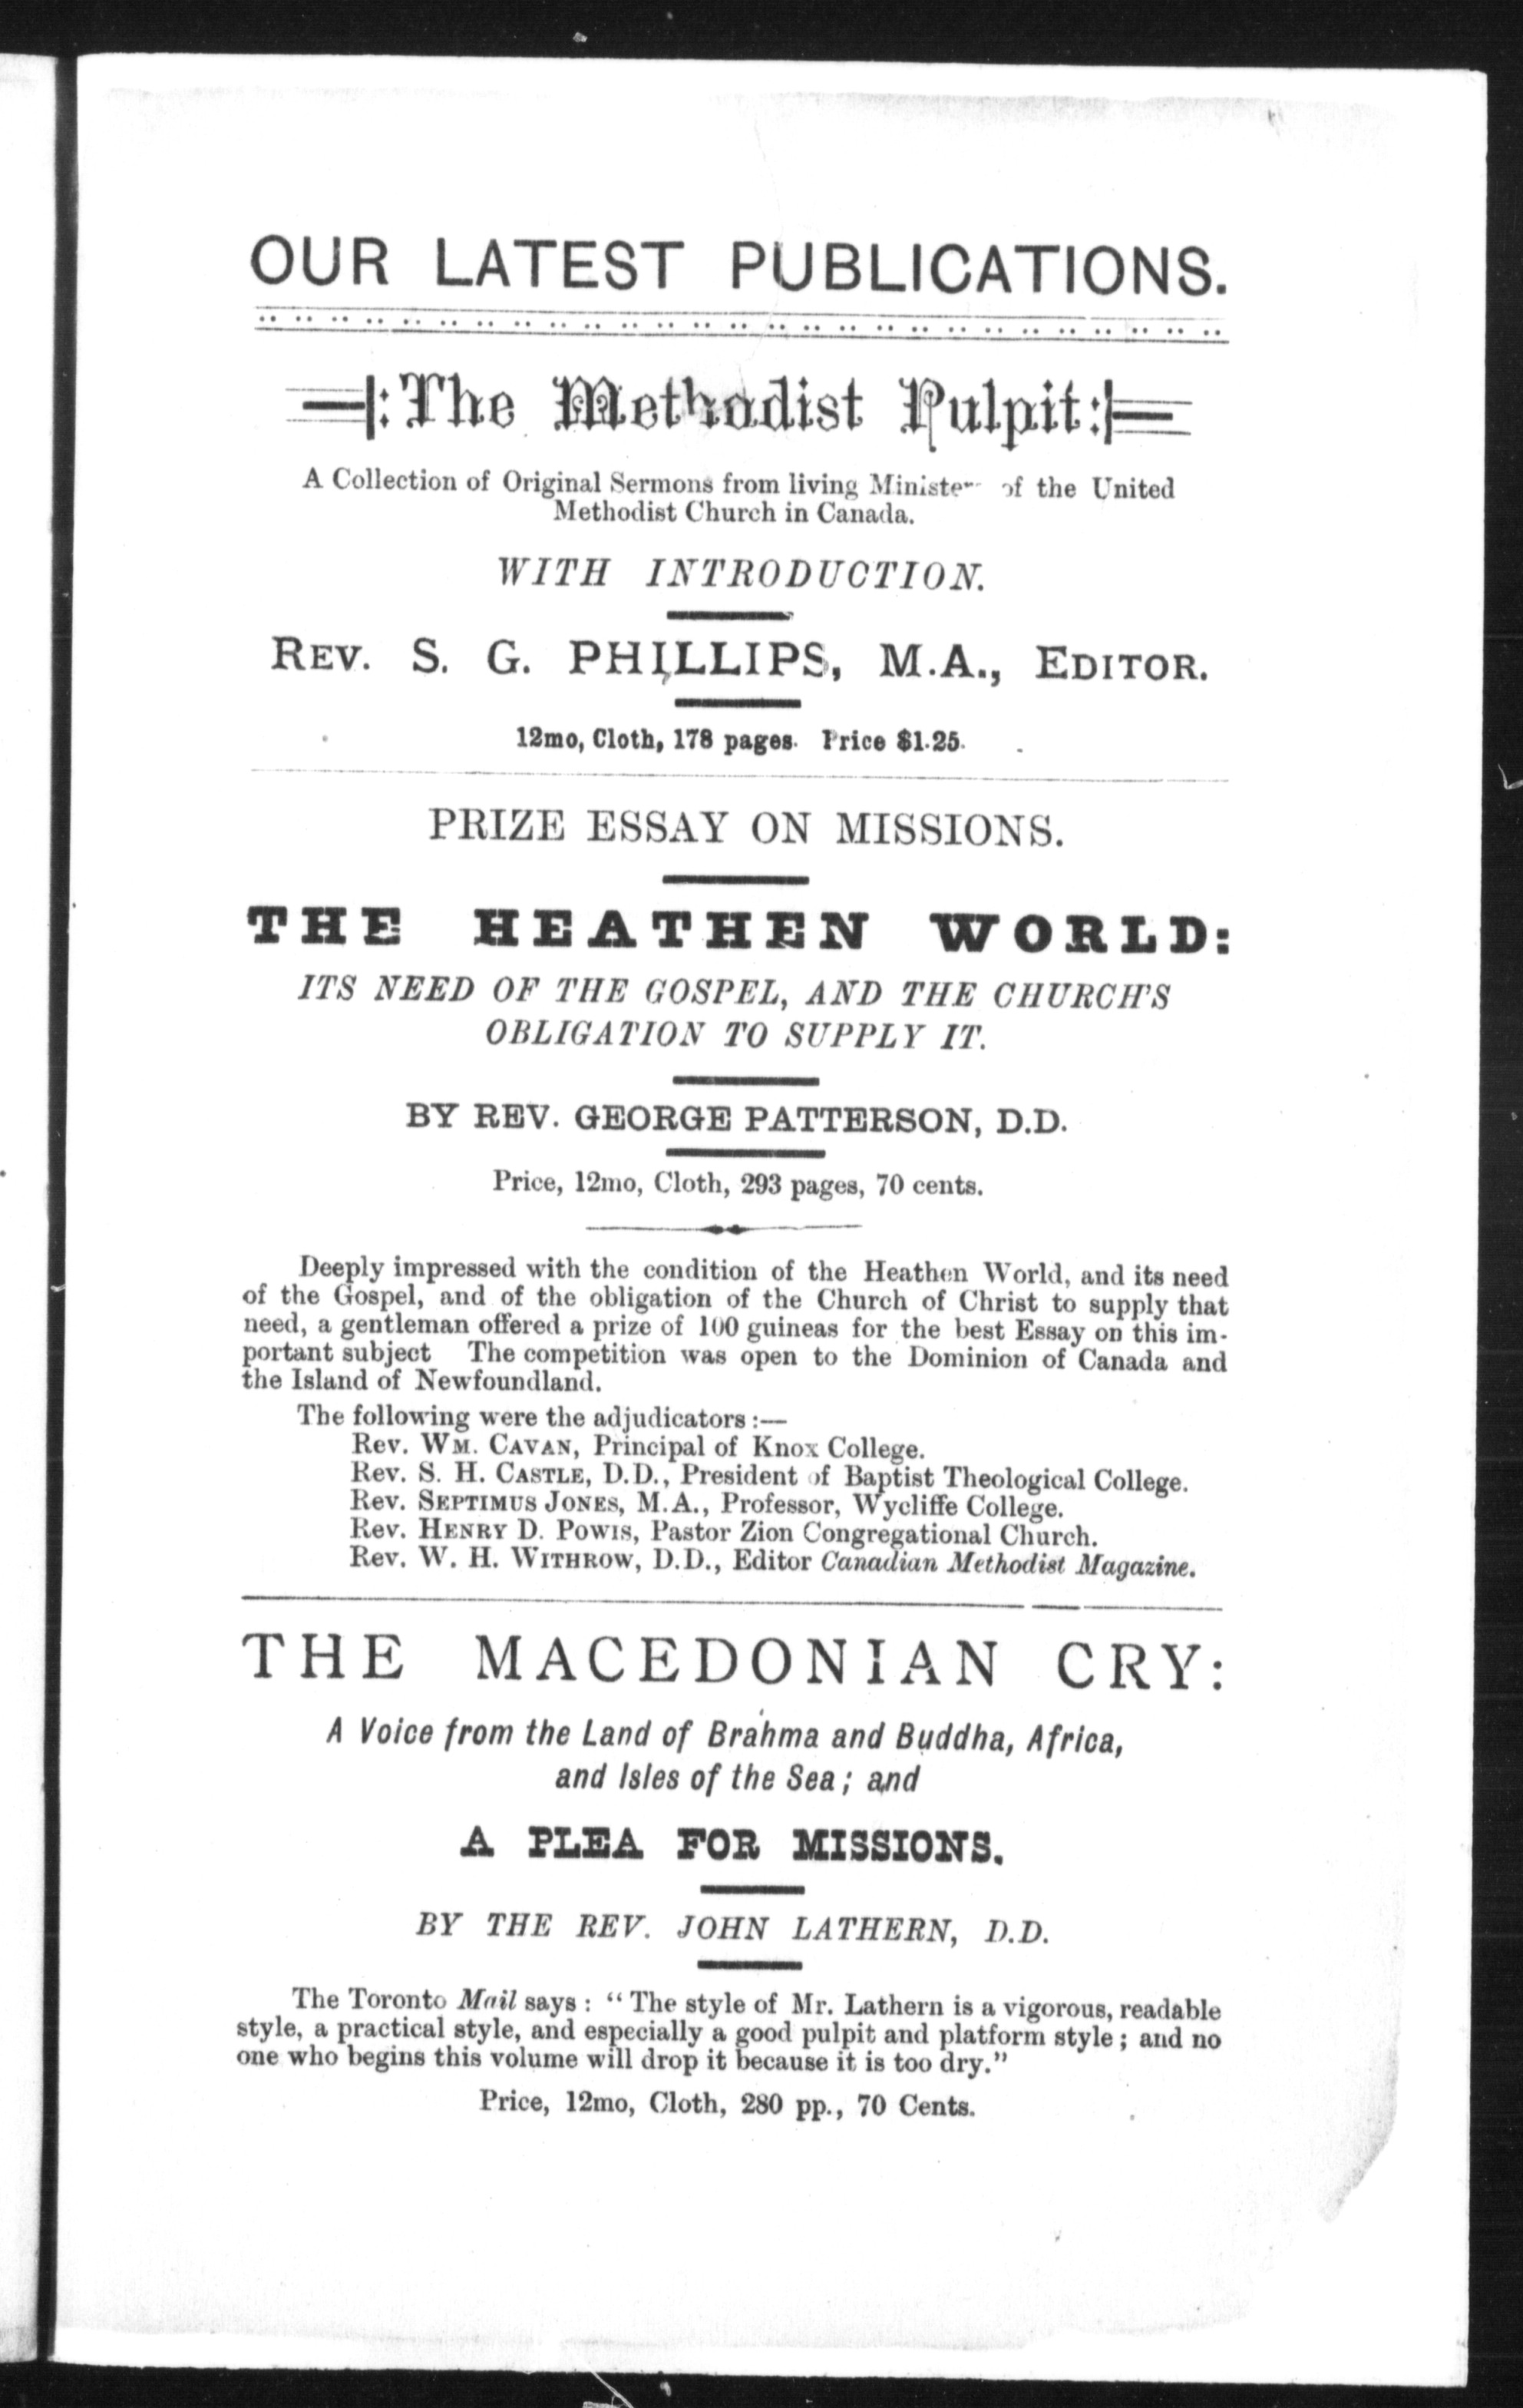 OUR LATEST PUBLICATIONS.
The Methodist Pulpit:
A Collection of Original Sermons from living of the United
Methodist Church in Canada.
WITH INTRODUCTION.
REV. S. G. PHILLIPS, M.A., EDITOR.
12mo, Cloth, 178 pages. Price $1.25.
PRIZE ESSAY ON MISSIONS.
THE HEATHEN WORLD:
ITS NEED OF THE GOSPEL, AND THE CHURCH'S
OBLIGATION TO SUPPLY IT.
BY REV. GEORGE PATTERSON, D.D.
Price, 12mo, Cloth, 293 pages, 70 cents.
Deeply impressed with the condition of the Heathen World, and its need
of the Gospel, and of the obligation of the Church of Christ to supply that
need, a gentleman offered a prize of 100 guineas for the best Essay on this im-
portant subject The competition was open to the Dominion of Canada and
the Island of Newfoundland.
The following were the adjudicators :—
Rev. WM. CAVAN, Principal of Knox College.
Rev. S. H. CASTLE, D.D., President of Baptist Theological College.
Rev. SEPTIMUS JONES, M.A., Professor, Wycliffe College.
Rev. HENRY D. POWIS, Pastor Zion Congregational Church.
Rev. W. H. WITHROW, D.D., Editor Canadian Methodist Magazine.
THE MACEDONIAN CRY:
A Voice from the Land of Brahma and Buddha, Africa,
and Isles of the Sea ; and
A PLEA FOR MISSIONS.
BY THE REV. JOHN LATHERN, D.D.
The Toronto Mail says : “ The style of Mr. Lathern is a vigorous, readable
style, a practical style, and especially a good pulpit and platform style ; and no
one who begins this volume will drop it because it is too dry.”
Price, 12mo, Cloth, 280 pp., 70 Cents.